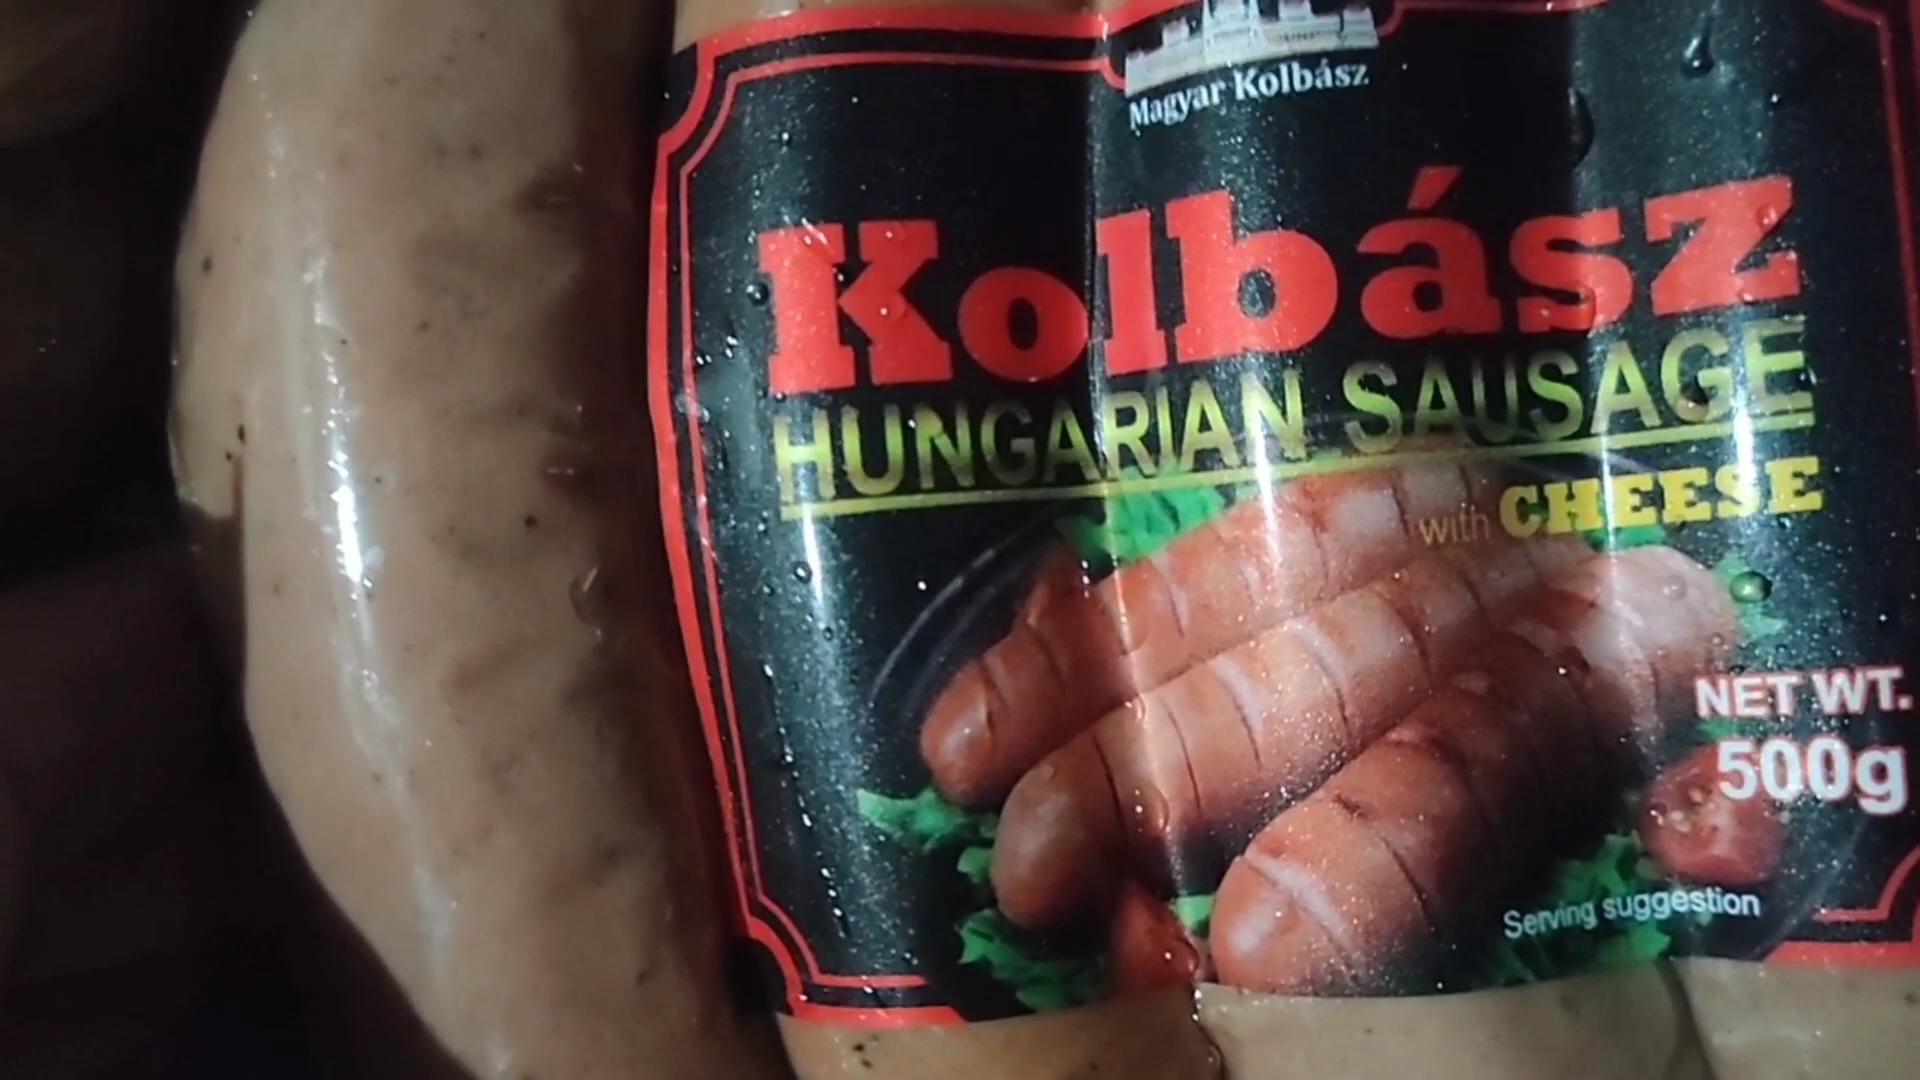 Magyar Kolbász
Kolbász
HUNGARIAN SAUSAGE
with CHEESE
NET WT.
500g
Serving suggestion